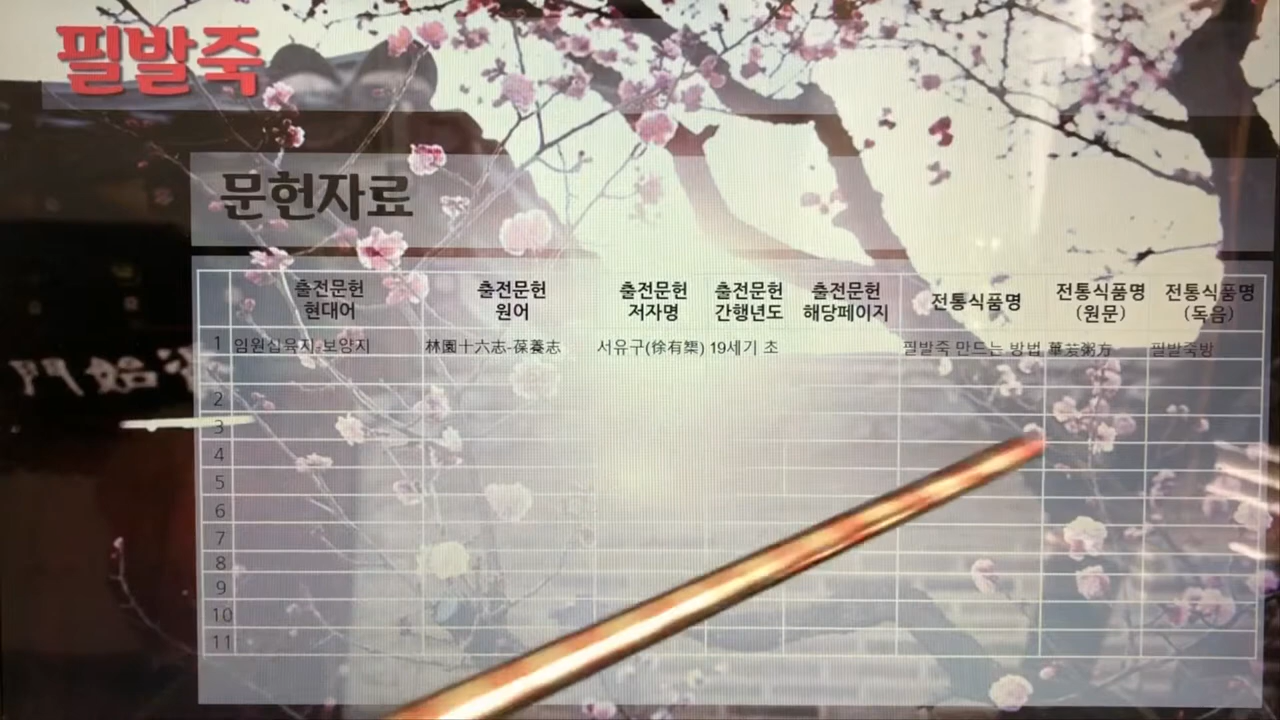 필발죽
문헌자료
출전문헌 현대어
출전문헌 원어
출전문헌 저자명
출전문헌 간행년도
출전문헌 해당페이지
전통식품명
전통식품명 (원문)
전통식품명 (독음)
1 임원십육지-보양지 林園十六志-葆養志 서유구(徐有榘) 19세기 초 필발죽 만드는 방법 蓽茇粥方 필발죽방
2
3
4
5
6
7
8
9
10
11